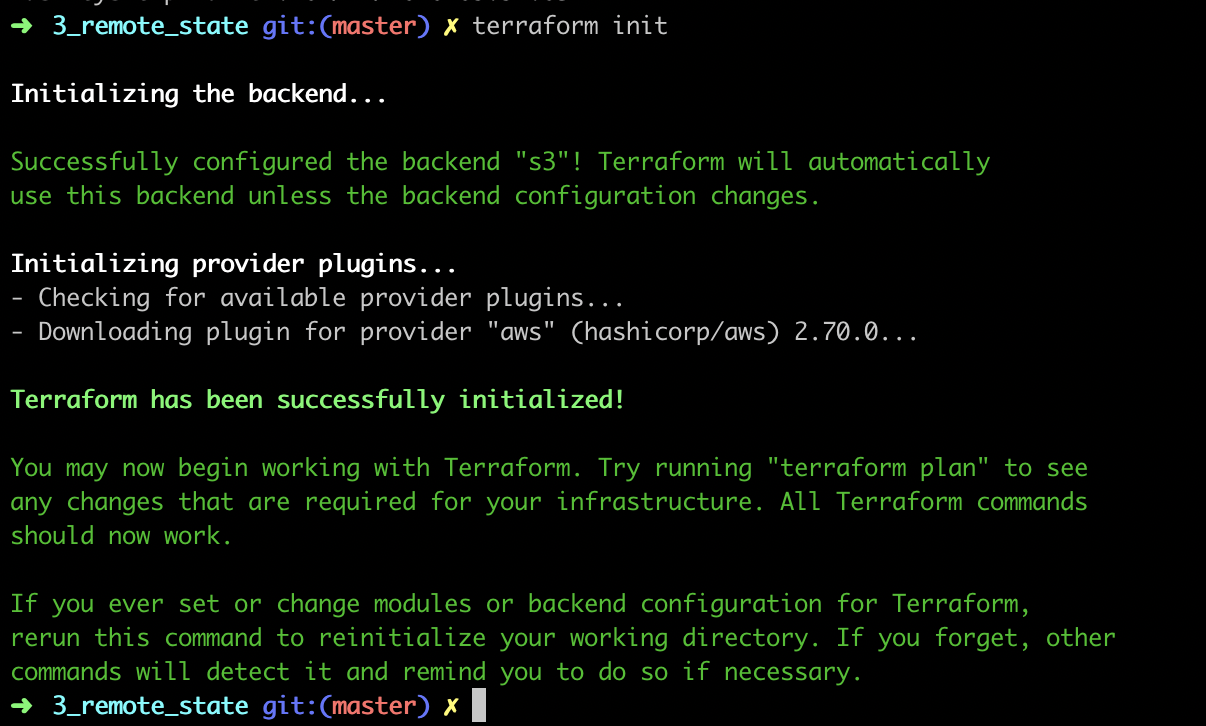 ➜ 3_remote_state git:(master) ✗ terraform init
Initializing the backend...
Successfully configured the backend "s3"! Terraform will automatically
use this backend unless the backend configuration changes.
Initializing provider plugins...
- Checking for available provider plugins...
- Downloading plugin for provider "aws" (hashicorp/aws) 2.70.0...
Terraform has been successfully initialized!
You may now begin working with Terraform. Try running "terraform plan" to see
any changes that are required for your infrastructure. All Terraform commands
should now work.
If you ever set or change modules or backend configuration for Terraform,
rerun this command to reinitialize your working directory. If you forget, other
commands will detect it and remind you to do so if necessary.
➜ 3_remote_state git:(master) ✗